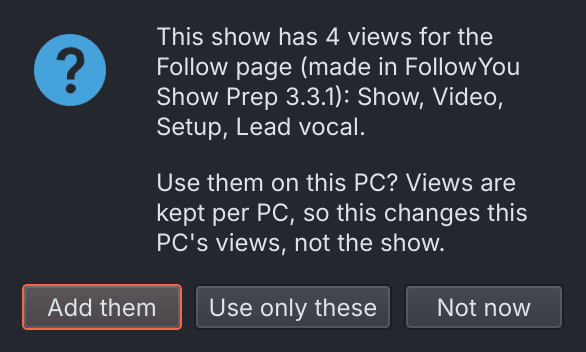 This show has 4 views for the
Follow page (made in FollowYou
Show Prep 3.3.1): Show, Video,
Setup, Lead vocal.
Use them on this PC? Views are
kept per PC, so this changes this
PC's views, not the show.
Add them
Use only these
Not now